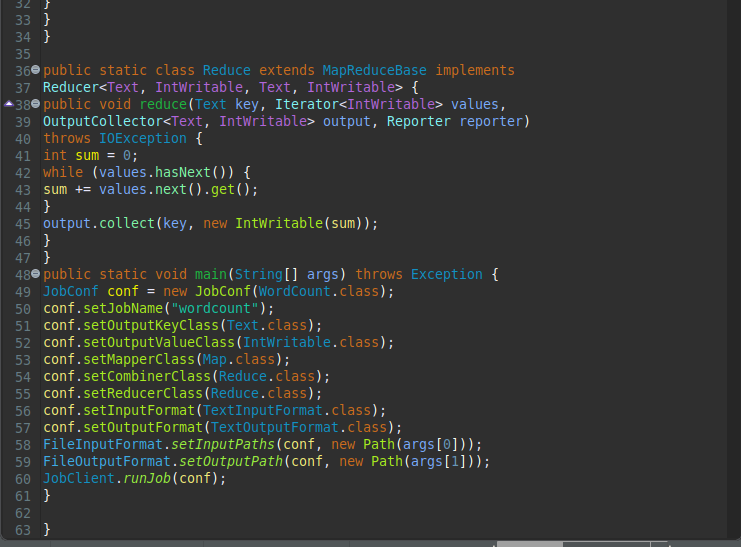 32 }
33 }
34 }
35
36 public static class Reduce extends MapReduceBase implements
37 Reducer<Text, IntWritable, Text, IntWritable> {
38 public void reduce(Text key, Iterator<IntWritable> values,
39 OutputCollector<Text, IntWritable> output, Reporter reporter)
40 throws IOException {
41 int sum = 0;
42 while (values.hasNext()) {
43 sum += values.next().get();
44 }
45 output.collect(key, new IntWritable(sum));
46 }
47 }
48 public static void main(String[] args) throws Exception {
49 JobConf conf = new JobConf(WordCount.class);
50 conf.setJobName("wordcount");
51 conf.setOutputKeyClass(Text.class);
52 conf.setOutputValueClass(IntWritable.class);
53 conf.setMapperClass(Map.class);
54 conf.setCombinerClass(Reduce.class);
55 conf.setReducerClass(Reduce.class);
56 conf.setInputFormat(TextInputFormat.class);
57 conf.setOutputFormat(TextOutputFormat.class);
58 FileInputFormat.setInputPaths(conf, new Path(args[0]));
59 FileOutputFormat.setOutputPath(conf, new Path(args[1]));
60 JobClient.runJob(conf);
61 }
62
63 }